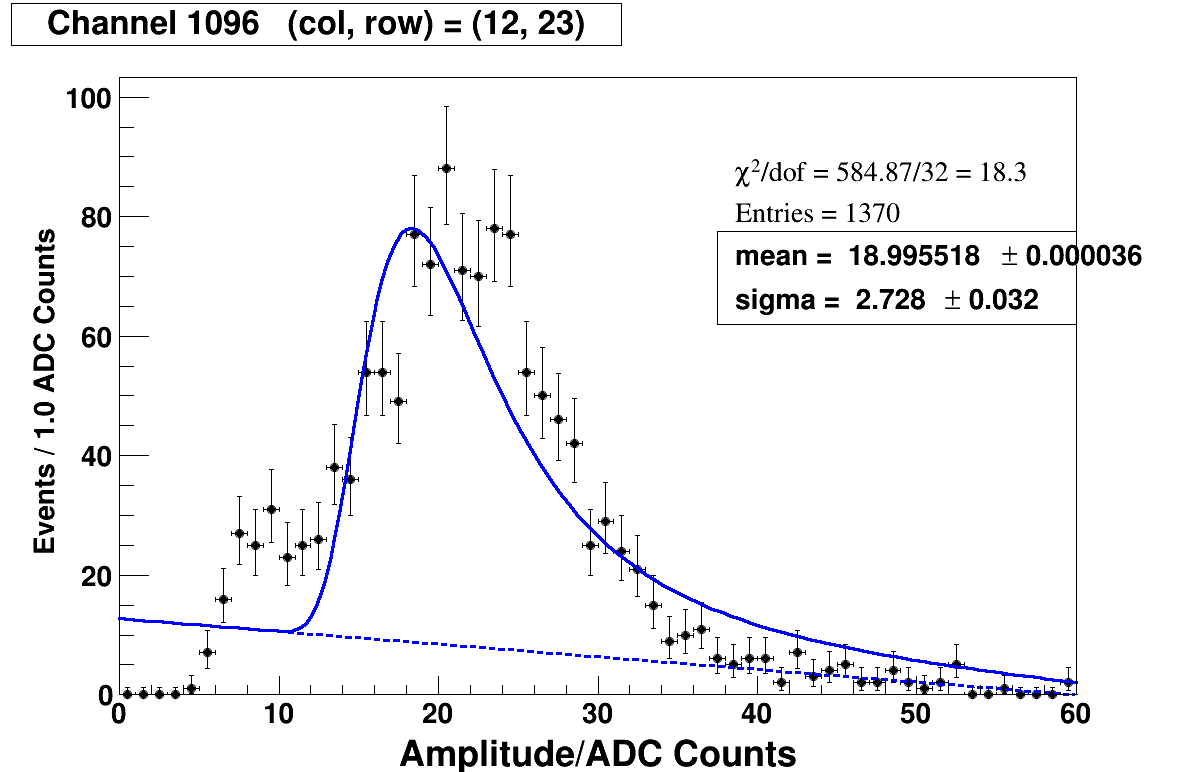 Channel 1096 (col, row) = (12, 23)
χ²/dof = 584.87/32 = 18.3
Entries = 1370
mean = 18.995518 ± 0.000036
sigma = 2.728 ± 0.032
Events / 1.0 ADC Counts
100
80
60
40
20
0
0 10 20 30 40 50 60
Amplitude/ADC Counts